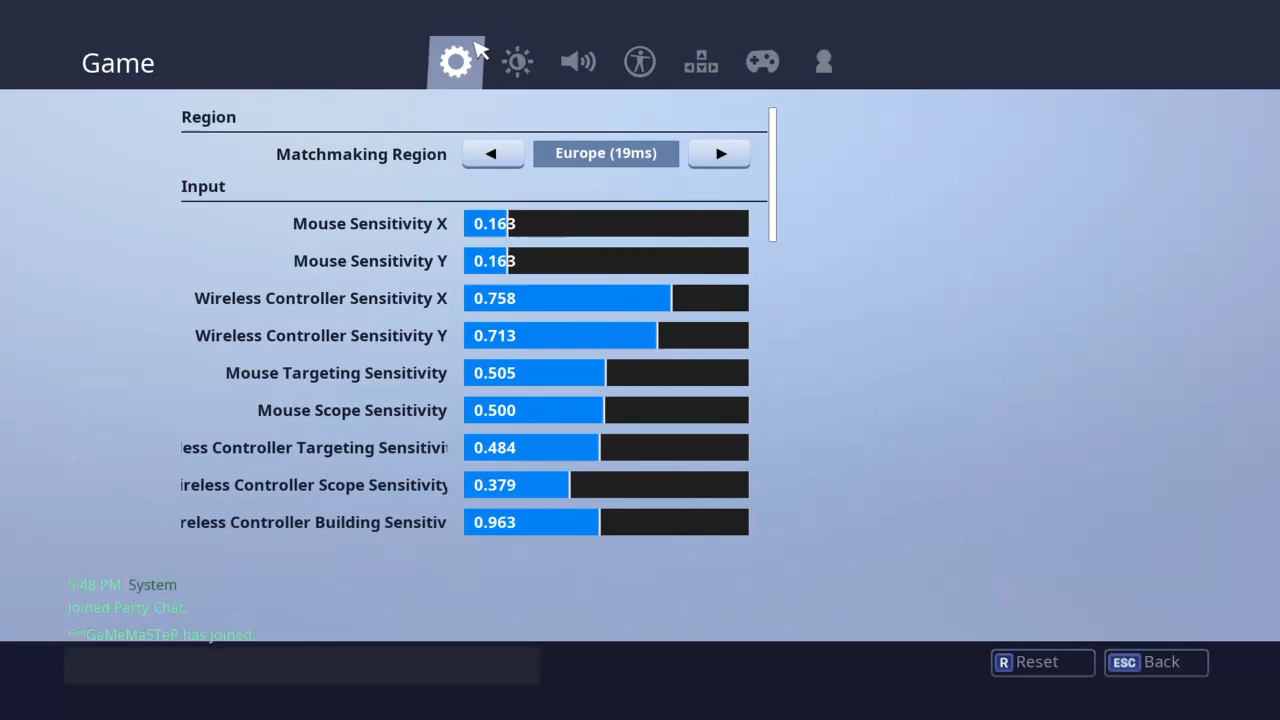 Game
Region
Matchmaking Region ◀ Europe (19ms) ▶
Input
Mouse Sensitivity X 0.163
Mouse Sensitivity Y 0.163
Wireless Controller Sensitivity X 0.758
Wireless Controller Sensitivity Y 0.713
Mouse Targeting Sensitivity 0.505
Mouse Scope Sensitivity 0.500
less Controller Targeting Sensitivit 0.484
ireless Controller Scope Sensitivity 0.379
reless Controller Building Sensitiv 0.963
5:48 PM System
Joined Party Chat.
GaMeMaSTeP has joined.
R Reset ESC Back